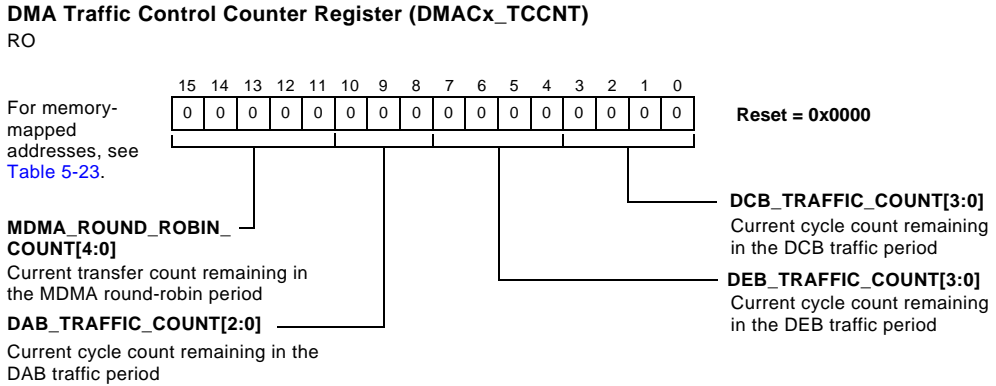 DMA Traffic Control Counter Register (DMACx_TCCNT)
RO
15 14 13 12 11 10 9 8 7 6 5 4 3 2 1 0
0 0 0 0 0 0 0 0 0 0 0 0 0 0 0 0
Reset = 0x0000
For memory-
mapped
addresses, see
Table 5-23.
MDMA_ROUND_ROBIN_
COUNT[4:0]
Current transfer count remaining in
the MDMA round-robin period
DAB_TRAFFIC_COUNT[2:0]
Current cycle count remaining in the
DAB traffic period
DCB_TRAFFIC_COUNT[3:0]
Current cycle count remaining
in the DCB traffic period
DEB_TRAFFIC_COUNT[3:0]
Current cycle count remaining
in the DEB traffic period